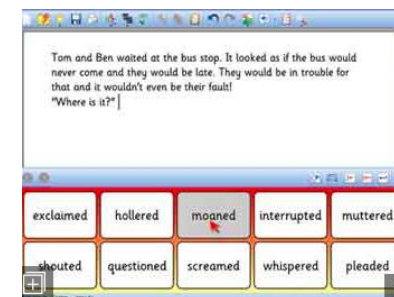 Tom and Ben waited at the bus stop. It looked as if the bus would
never come and they would be late. They would be in trouble for
that and it wouldn't even be their fault!
"Where is it?"
exclaimed hollered moaned interrupted muttered
shouted questioned screamed whispered pleaded